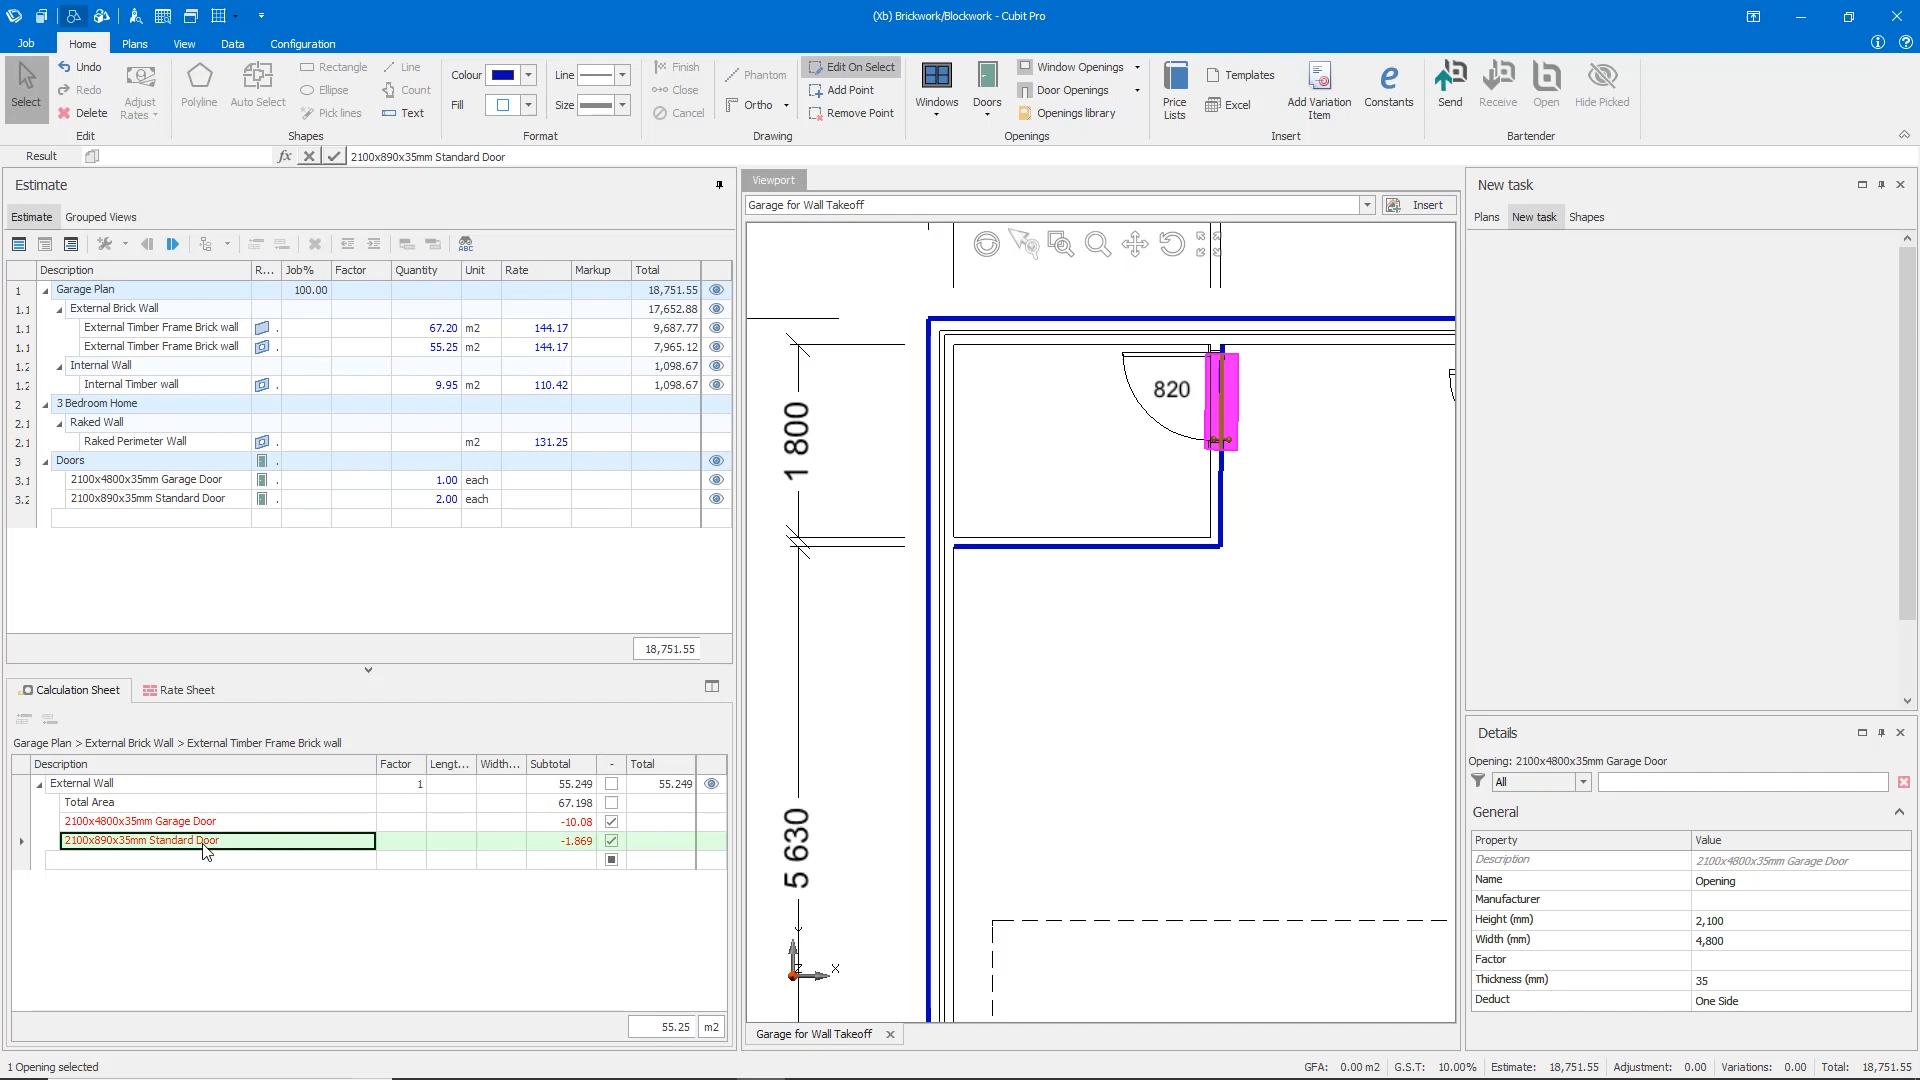 (Xb) Brickwork/Blockwork - Cubit Pro
Job
Home
Plans
View
Data
Configuration
Select
Undo
Redo
Delete
Adjust
Rates
Edit
Polyline
Auto Select
Rectangle
Ellipse
Pick lines
Line
Count
Text
Shapes
Colour
Fill
Line
Size
Format
Finish
Close
Cancel
Phantom
Ortho
Edit On Select
Add Point
Remove Point
Drawing
Windows
Doors
Window Openings
Door Openings
Openings library
Openings
Price
Lists
Templates
Excel
Add Variation
Item
Constants
Insert
Send
Receive
Open
Hide Picked
Bartender
Result
fx
2100x890x35mm Standard Door
Estimate
Estimate Grouped Views
ABC
Description R... Job% Factor Quantity Unit Rate Markup Total
1 Garage Plan 100.00 18,751.55
1.1 External Brick Wall 17,652.88
1.1 External Timber Frame Brick wall . 67.20 m2 144.17 9,687.77
1.1 External Timber Frame Brick wall . 55.25 m2 144.17 7,965.12
1.2 Internal Wall 1,098.67
1.2 Internal Timber wall . 9.95 m2 110.42 1,098.67
2 3 Bedroom Home
2.1 Raked Wall
2.1 Raked Perimeter Wall . m2 131.25
3 Doors .
3.1 2100x4800x35mm Garage Door . 1.00 each
3.2 2100x890x35mm Standard Door . 2.00 each
18,751.55
Calculation Sheet Rate Sheet
Garage Plan > External Brick Wall > External Timber Frame Brick wall
Description Factor Lengt... Width... Subtotal - Total
External Wall 1 55.249 55.249
Total Area 67.198
2100x4800x35mm Garage Door -10.08
2100x890x35mm Standard Door -1.869
55.25 m2
Viewport
Garage for Wall Takeoff Insert
820
1 800
5 630
Z
X
Garage for Wall Takeoff
New task
Plans New task Shapes
Details
Opening: 2100x4800x35mm Garage Door
All
General
Property Value
Description 2100x4800x35mm Garage Door
Name Opening
Manufacturer
Height (mm) 2,100
Width (mm) 4,800
Factor
Thickness (mm) 35
Deduct One Side
1 Opening selected
GFA: 0.00 m2 G.S.T: 10.00% Estimate: 18,751.55 Adjustment: 0.00 Variations: 0.00 Total: 18,751.55